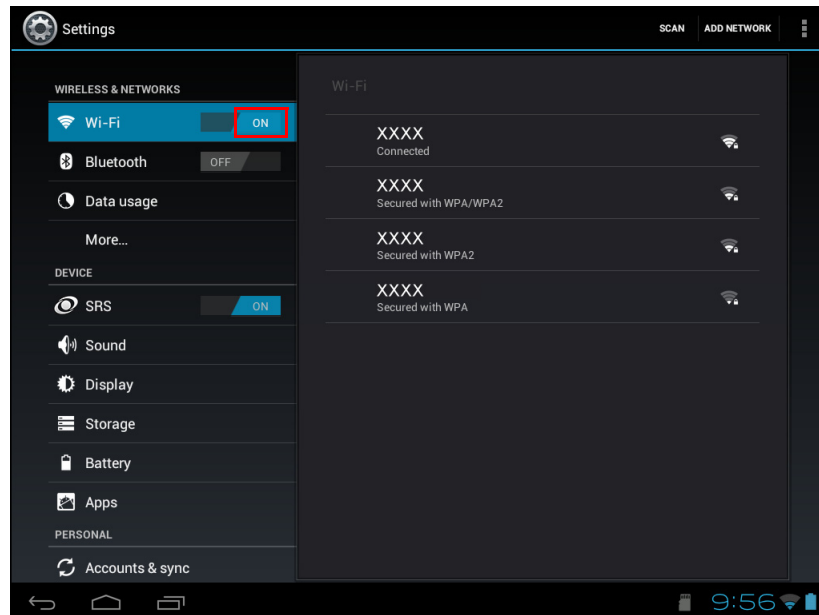 Settings
SCAN ADD NETWORK
WIRELESS & NETWORKS
Wi-Fi ON
Bluetooth OFF
Data usage
More...
DEVICE
SRS ON
Sound
Display
Storage
Battery
Apps
PERSONAL
Accounts & sync
Wi-Fi
XXXX
Connected
XXXX
Secured with WPA/WPA2
XXXX
Secured with WPA2
XXXX
Secured with WPA
9:56